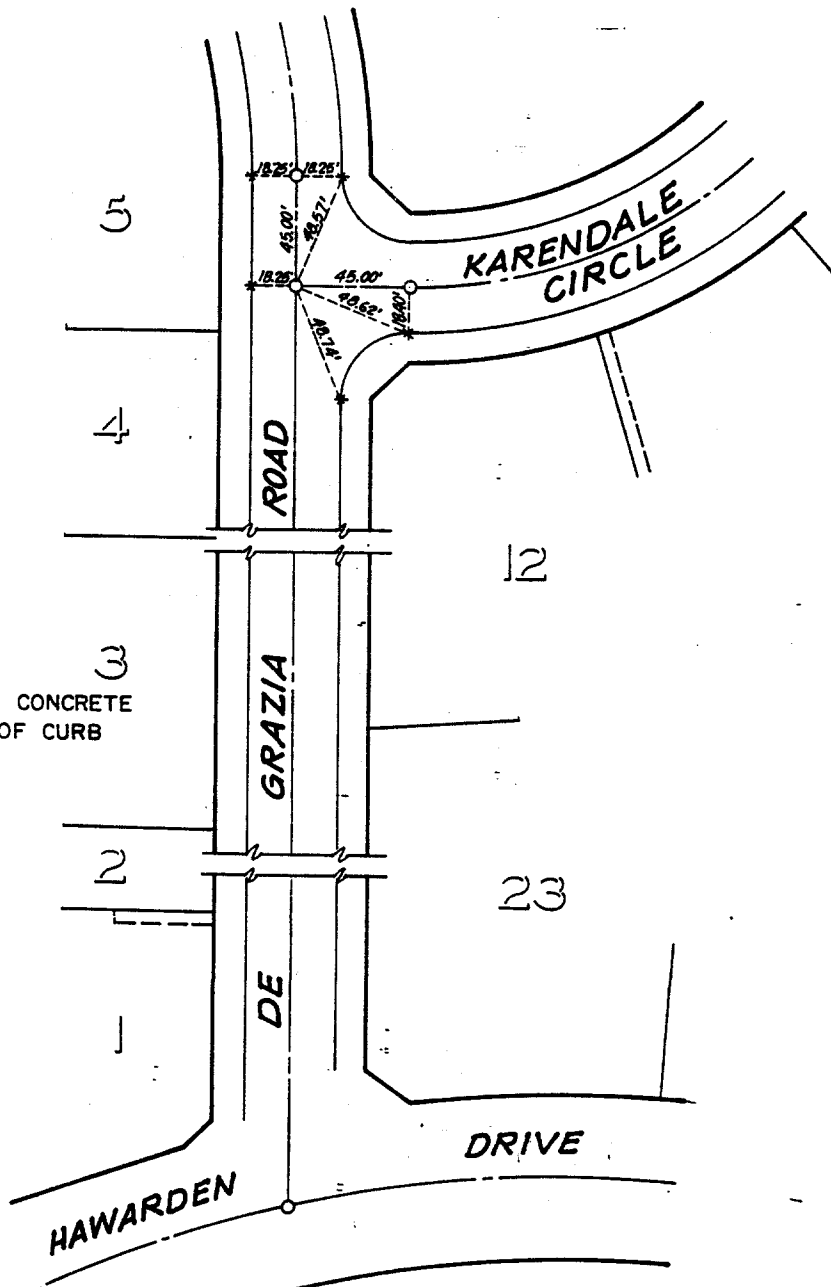 18.25' 18.25'
45.00'
48.57'
5
KARENDALE
CIRCLE
18.25'
45.00'
48.62'
18.40'
48.74'
4
ROAD
12
3
CONCRETE
OF CURB
GRAZIA
2
23
DE
1
HAWARDEN
DRIVE